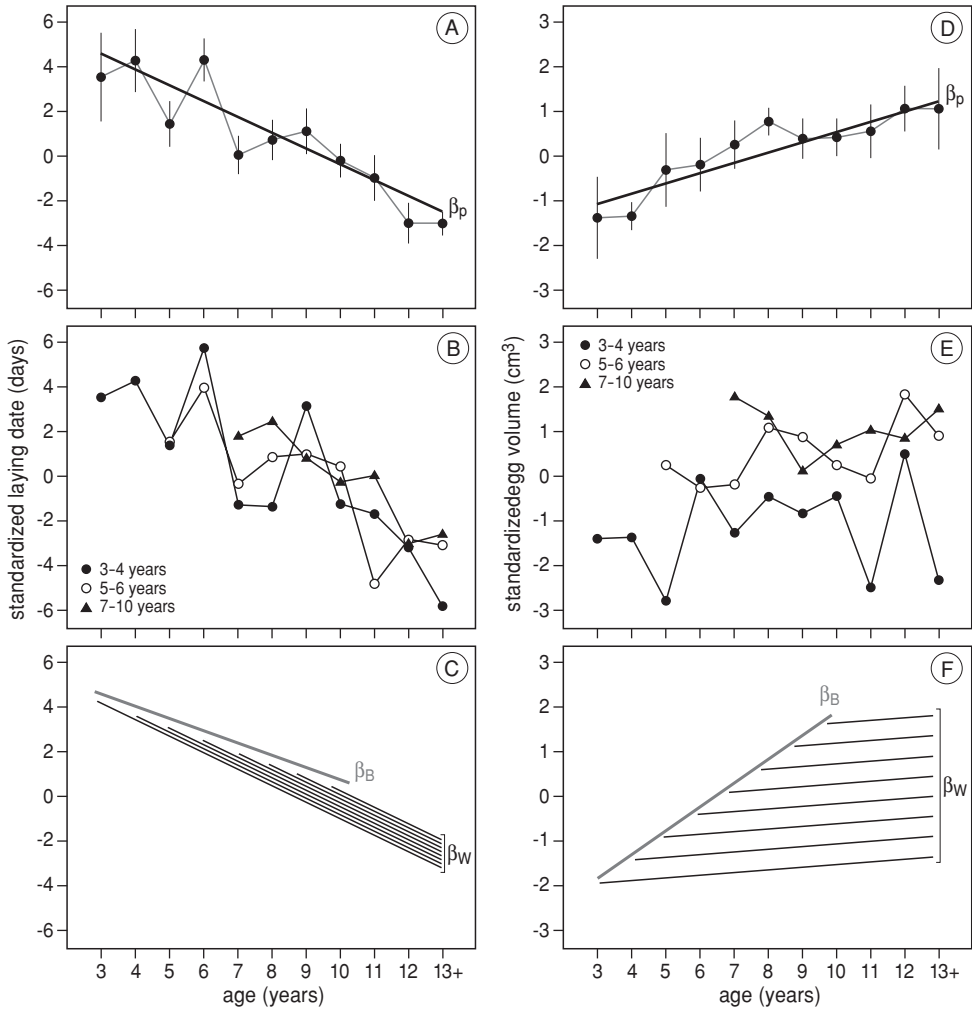 A
6
4
2
0
-2
-4
-6
βp
D
3
2
1
0
-1
-2
-3
βp
B
standardized laying date (days)
6
4
2
0
-2
-4
-6
3-4 years
5-6 years
7-10 years
E
standardizedegg volume (cm³)
3
2
1
0
-1
-2
-3
3-4 years
5-6 years
7-10 years
C
6
4
2
0
-2
-4
-6
βB
βW
3 4 5 6 7 8 9 10 11 12 13+
age (years)
F
3
2
1
0
-1
-2
-3
βB
βW
3 4 5 6 7 8 9 10 11 12 13+
age (years)